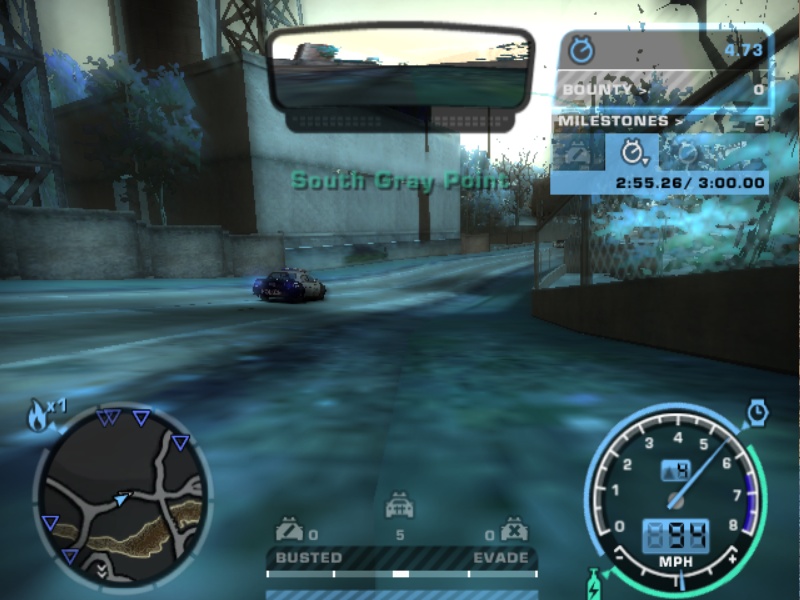 4.73
BOUNTY > 0
MILESTONES > 2
2:55.26/ 3:00.00
South Gray Point
x1
0 1 2 3 4 5 6 7 8
4
94
MPH
0 5 0
BUSTED EVADE